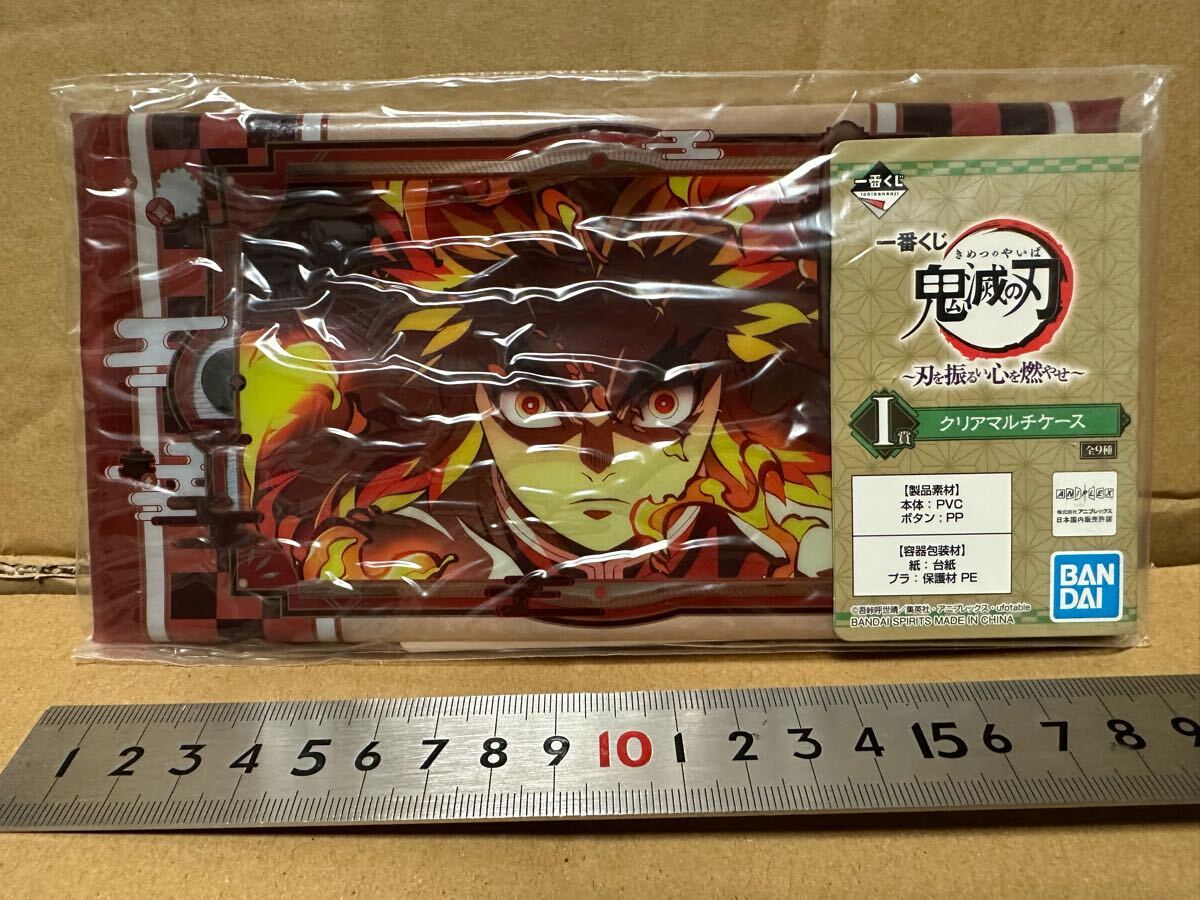 一番くじ
ICHIBANKUJI
一番くじ
きめつのやいば
鬼滅の刃
~刃を振るい心を燃やせ~
I賞
クリアマルチケース
全9種
【製品素材】
本体:PVC
ボタン:PP
ANIPLEX
株式会社アニプレックス
日本国内販売許諾
【容器包装材】
紙:台紙
プラ:保護材 PE
BANDAI
©吾峠呼世晴/集英社・アニプレックス・ufotable
BANDAI SPIRITS MADE IN CHINA
1 2 3 4 5 6 7 8 9 10 1 2 3 4 15 6 7 8 9